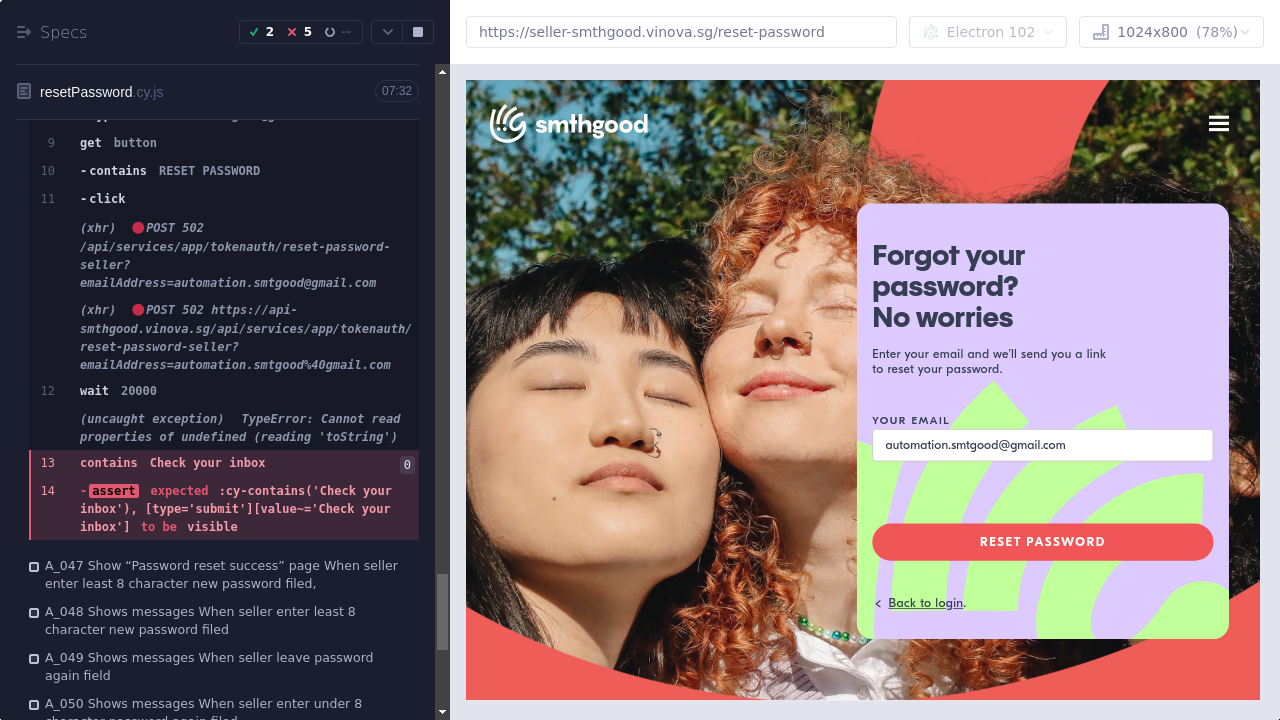 Specs
2
5
--
resetPassword.cy.js
07:32
9 get button
10 -contains RESET PASSWORD
11 -click
(xhr) POST 502
/api/services/app/tokenauth/reset-password-
seller?
emailAddress=automation.smtgood@gmail.com
(xhr) POST 502 https://api-
smthgood.vinova.sg/api/services/app/tokenauth/
reset-password-seller?
emailAddress=automation.smtgood%40gmail.com
12 wait 20000
(uncaught exception) TypeError: Cannot read
properties of undefined (reading 'toString')
13 contains Check your inbox 0
14 -assert expected :cy-contains('Check your
inbox'), [type='submit'][value~='Check your
inbox'] to be visible
A_047 Show “Password reset success” page When seller
enter least 8 character new password filed,
A_048 Shows messages When seller enter least 8
character new password filed
A_049 Shows messages When seller leave password
again field
A_050 Shows messages When seller enter under 8
character password again filed
https://seller-smthgood.vinova.sg/reset-password
Electron 102
1024x800 (78%)
smthgood
Forgot your
password?
No worries
Enter your email and we'll send you a link
to reset your password.
YOUR EMAIL
automation.smtgood@gmail.com
RESET PASSWORD
< Back to login.